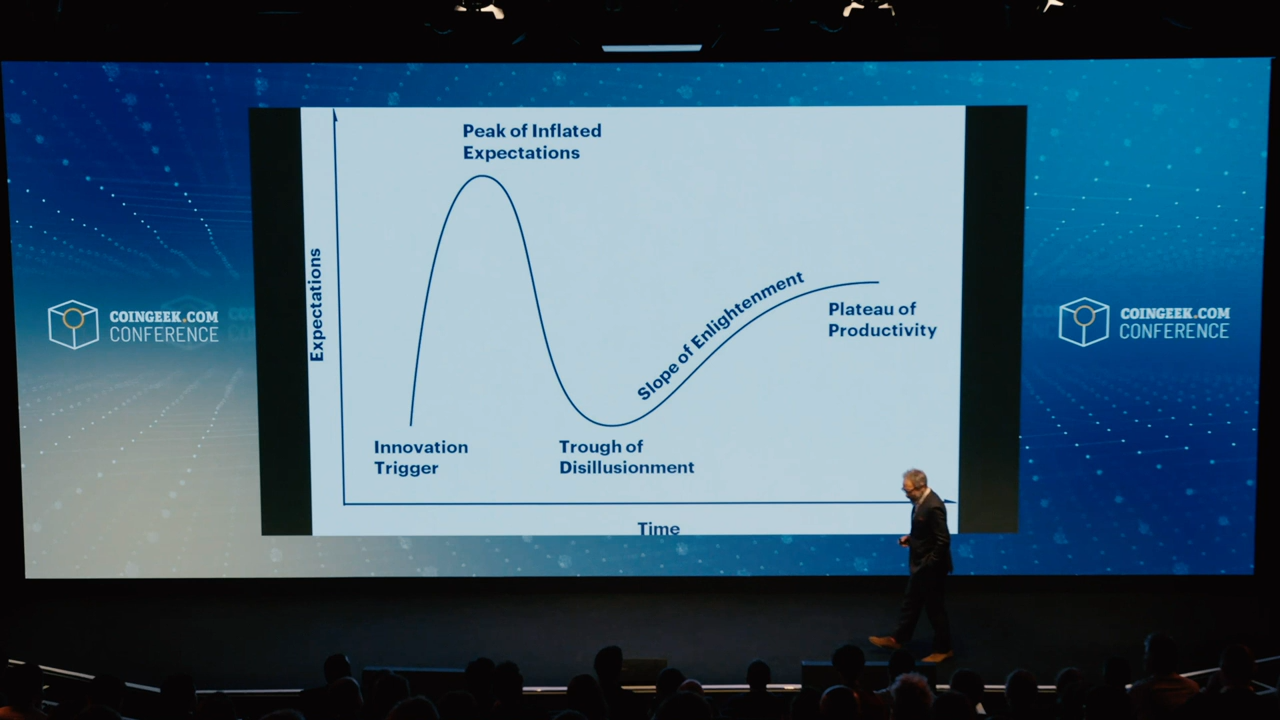 Peak of Inflated
Expectations
Expectations
Slope of Enlightenment
Plateau of
Productivity
Innovation
Trigger
Trough of
Disillusionment
Time
COINGEEK.COM
CONFERENCE
COINGEEK.COM
CONFERENCE